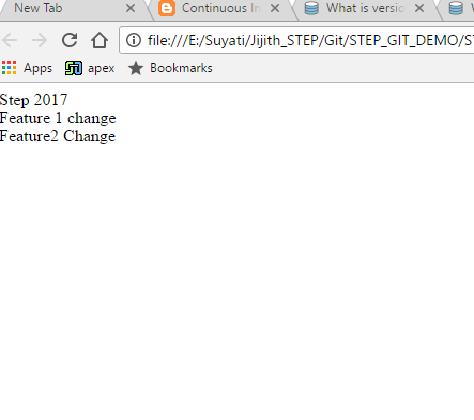 New Tab
Continuous In
What is versio
file:///E:/Suyati/Jijith_STEP/Git/STEP_GIT_DEMO/ST
Apps
apex
Bookmarks
Step 2017
Feature 1 change
Feature2 Change